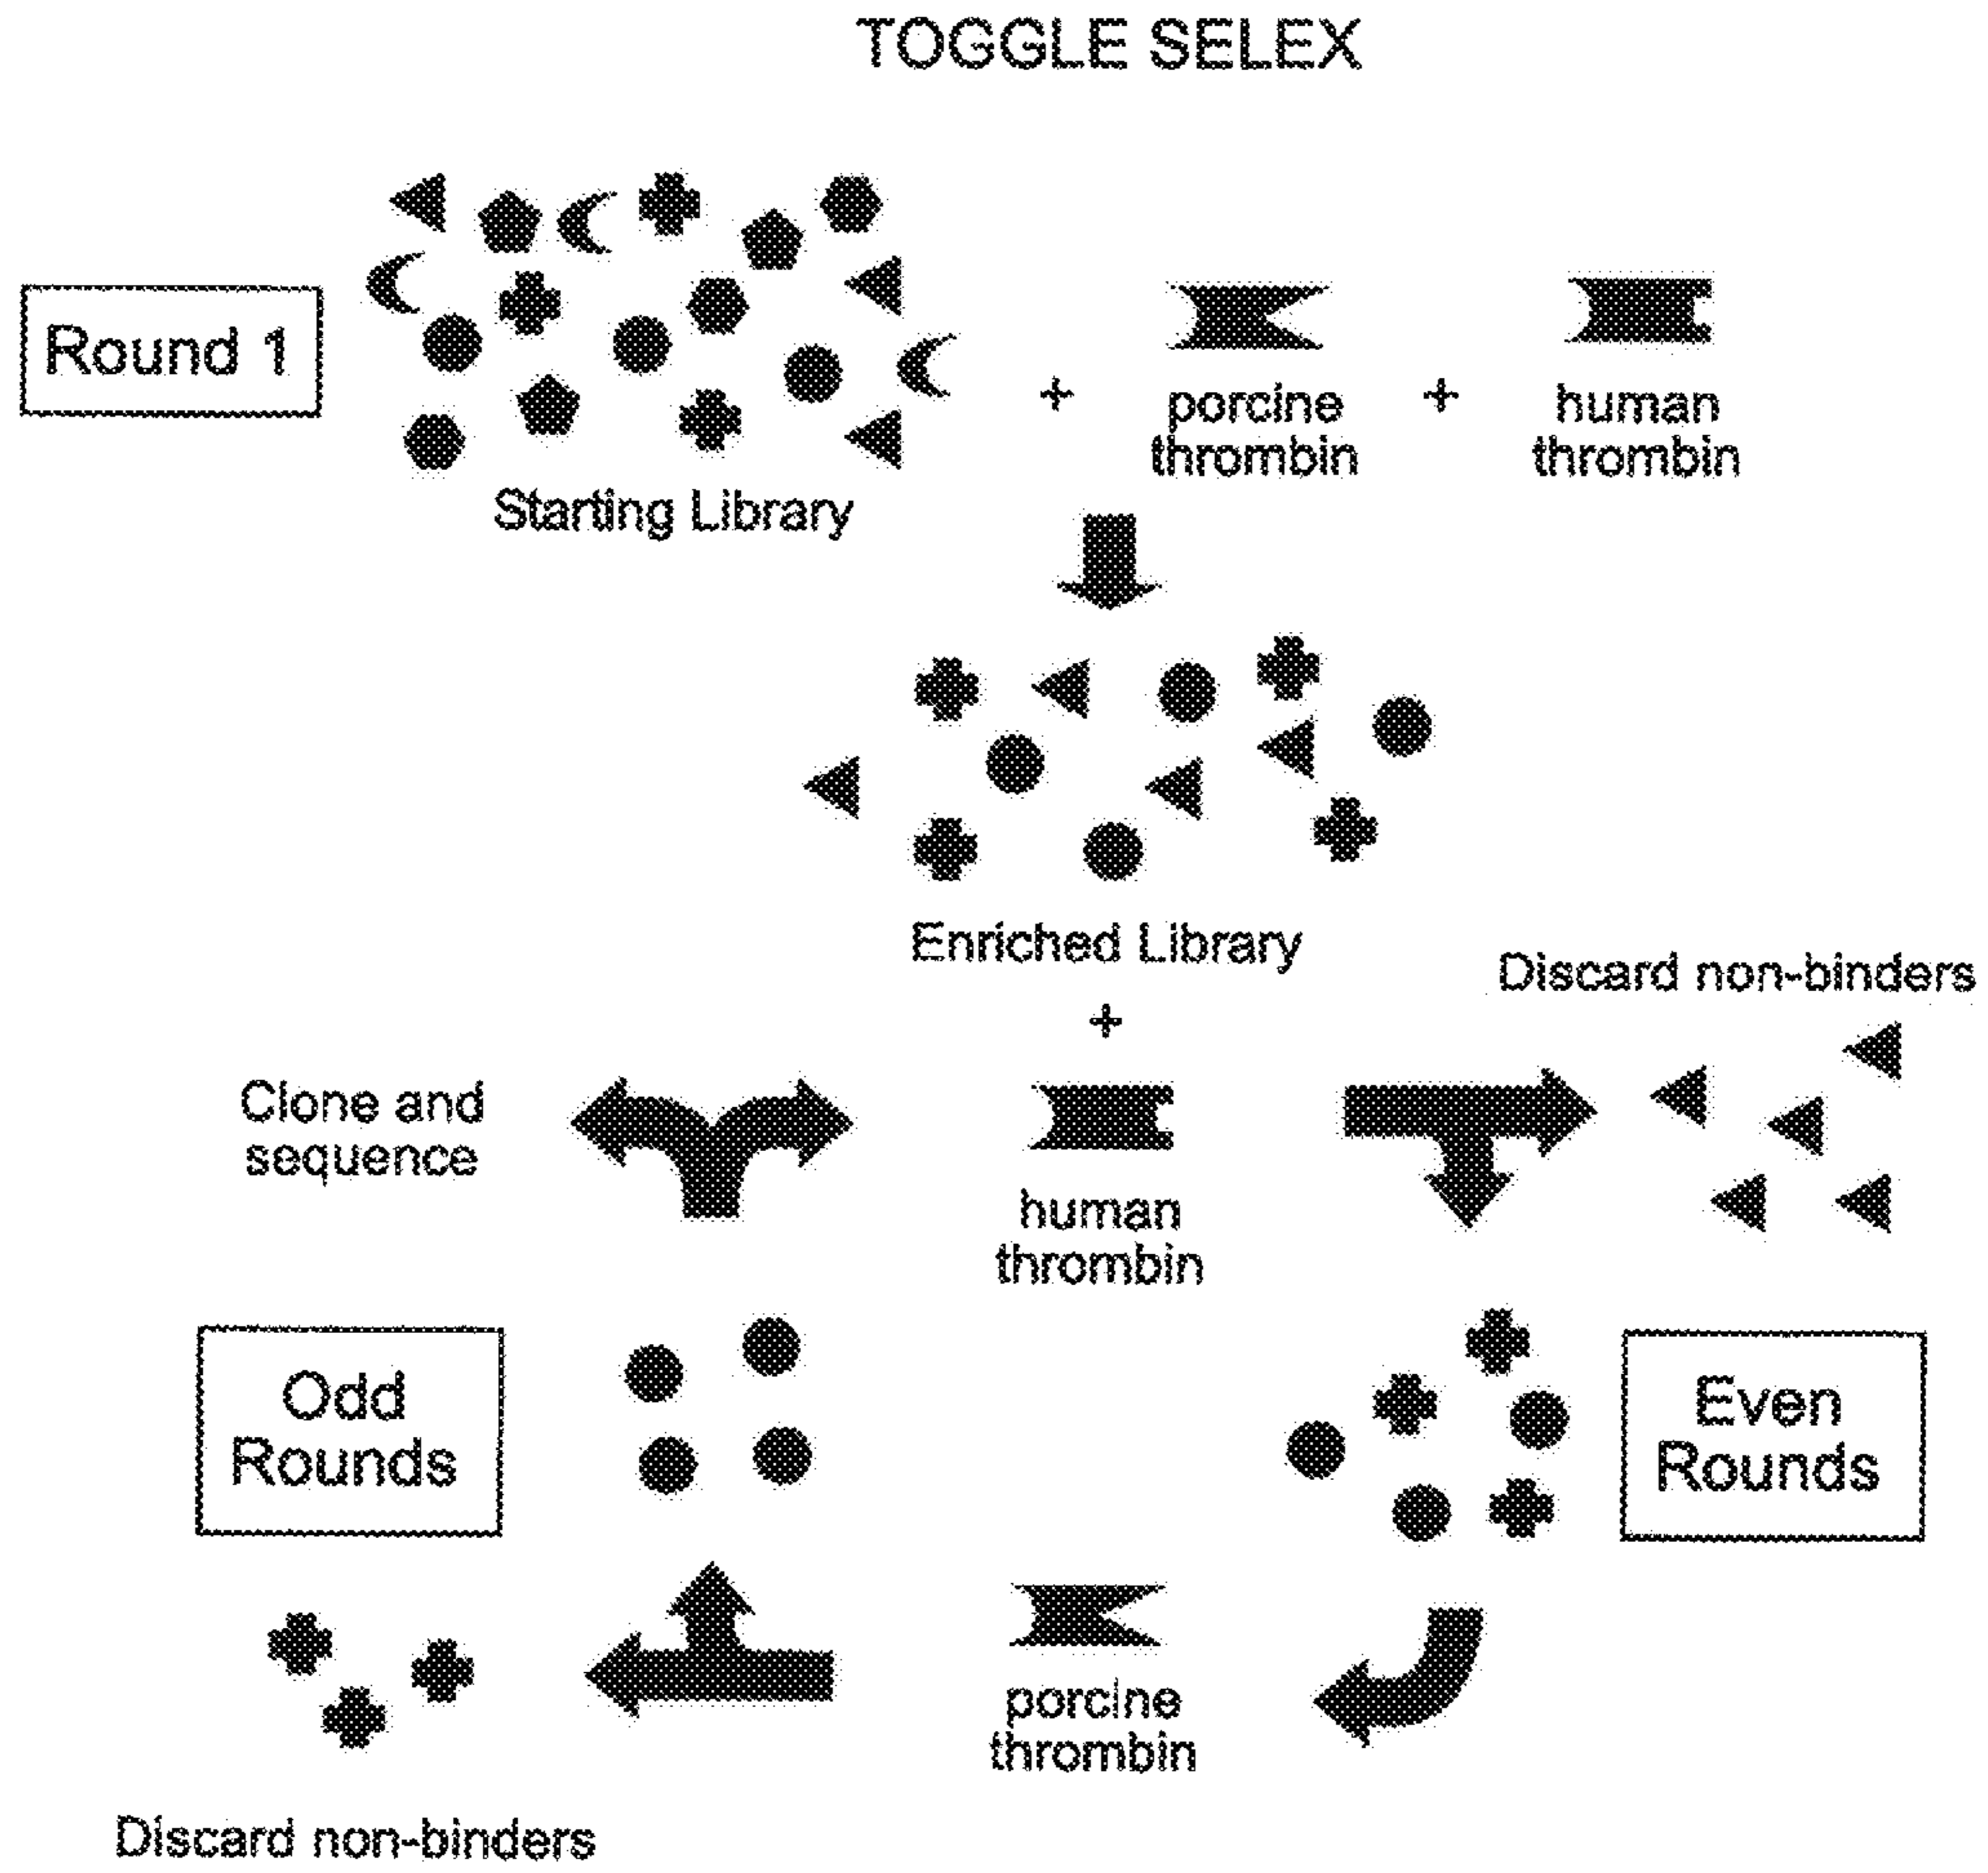 TOGGLE SELEX
Round 1
+
porcine
thrombin
+
human
thrombin
Starting Library
Enriched Library
+
Discard non-binders
Clone and
sequence
human
thrombin
Odd
Rounds
Even
Rounds
porcine
thrombin
Discard non-binders